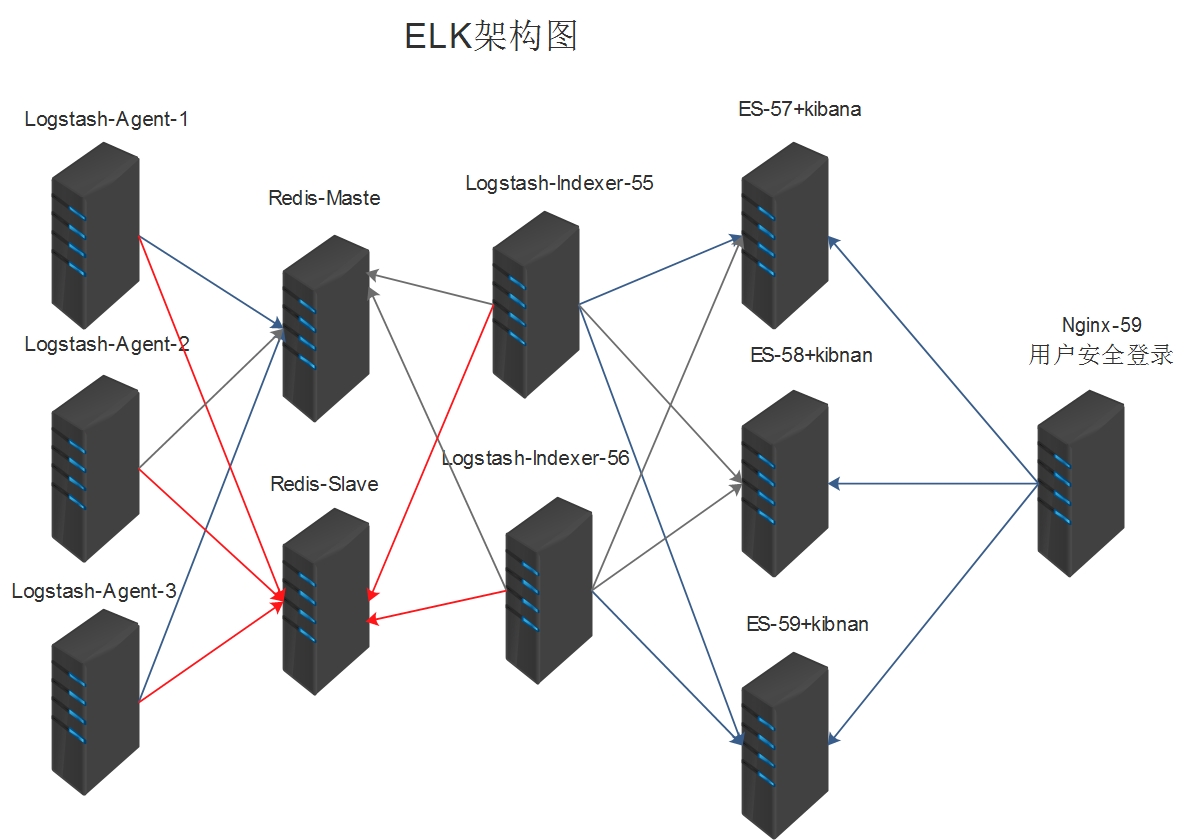 ELK架构图
Logstash-Agent-1
ES-57+kibana
Redis-Maste
Logstash-Indexer-55
Nginx-59
用户安全登录
Logstash-Agent-2
ES-58+kibnan
Redis-Slave
Logstash-Indexer-56
Logstash-Agent-3
ES-59+kibnan